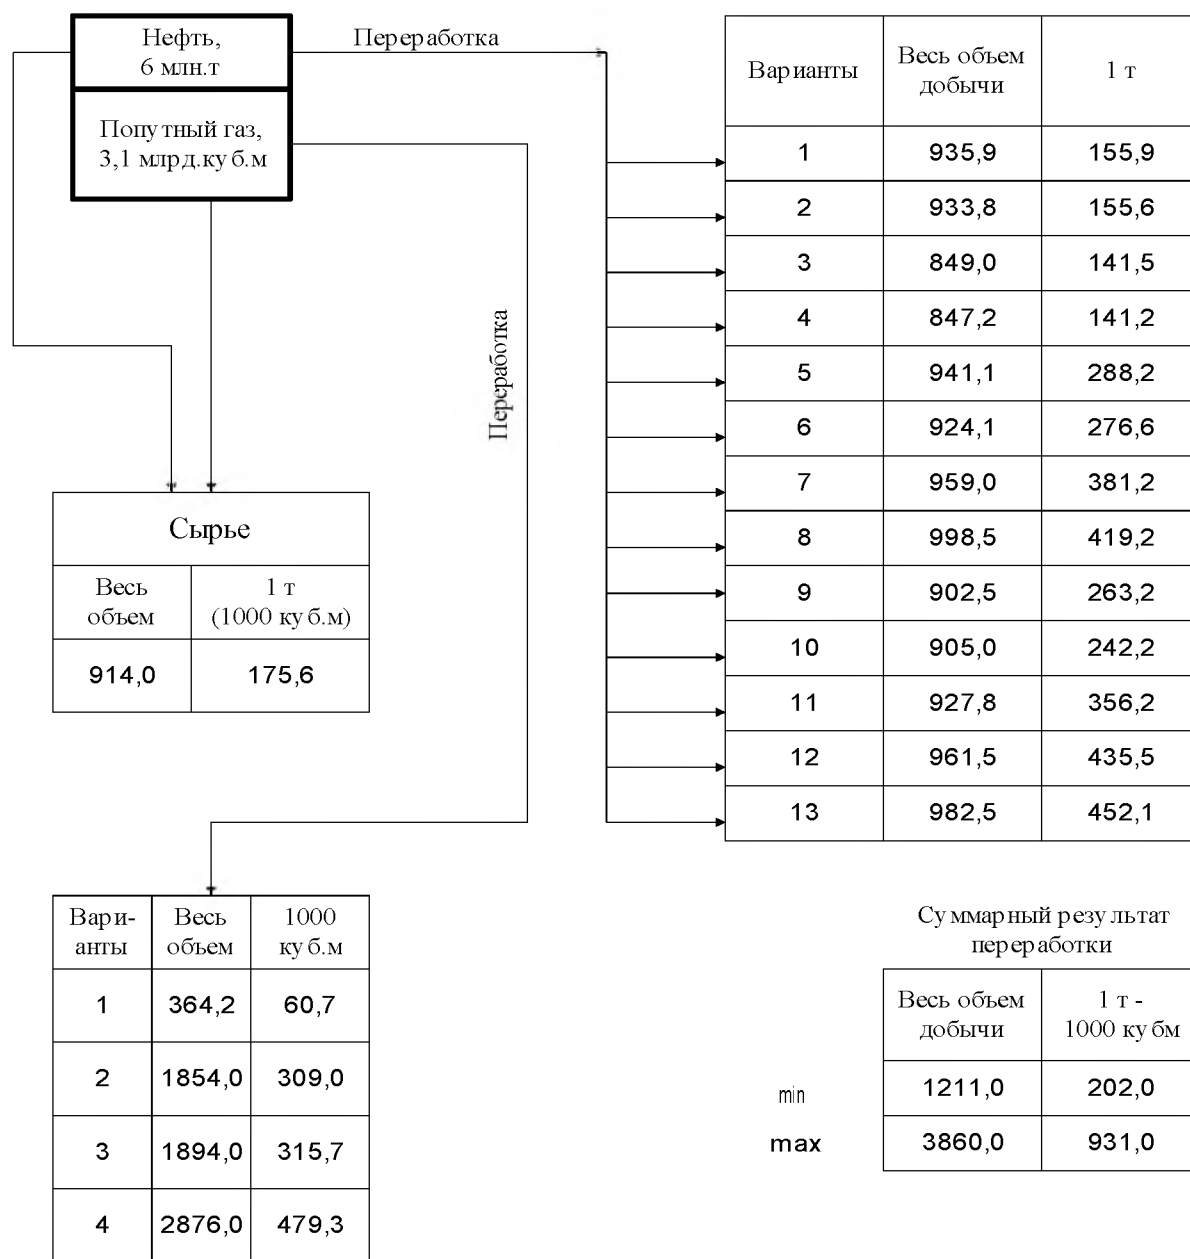 Нефть,
6 млн.т
Попутный газ,
3,1 млрд.куб.м
Переработка
Переработка
Варианты Весь объем добычи 1 т
1 935,9 155,9
2 933,8 155,6
3 849,0 141,5
4 847,2 141,2
5 941,1 288,2
6 924,1 276,6
7 959,0 381,2
8 998,5 419,2
9 902,5 263,2
10 905,0 242,2
11 927,8 356,2
12 961,5 435,5
13 982,5 452,1
Сырье
Весь объем 1 т (1000 куб.м)
914,0 175,6
Вари-анты Весь объем 1000 куб.м
1 364,2 60,7
2 1854,0 309,0
3 1894,0 315,7
4 2876,0 479,3
Суммарный результат
переработки
Весь объем добычи 1 т - 1000 кубм
min 1211,0 202,0
max 3860,0 931,0